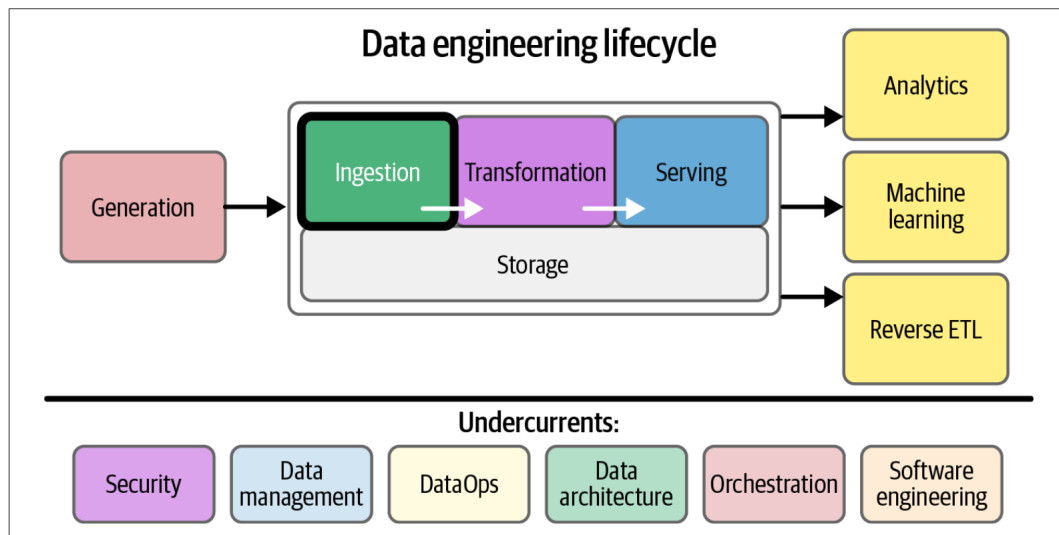 Data engineering lifecycle
Generation
Ingestion
Transformation
Serving
Storage
Analytics
Machine
learning
Reverse ETL
Undercurrents:
Security
Data
management
DataOps
Data
architecture
Orchestration
Software
engineering